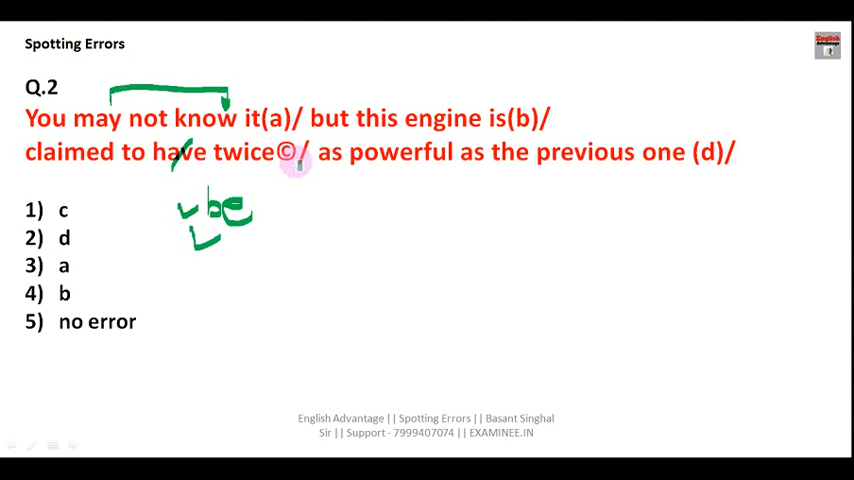 Spotting Errors
English
Advantage
Q.2
You may not know it(a)/ but this engine is(b)/
claimed to have twice©/ as powerful as the previous one (d)/
be
1) c
2) d
3) a
4) b
5) no error
English Advantage || Spotting Errors || Basant Singhal
Sir || Support - 7999407074 || EXAMINEE.IN